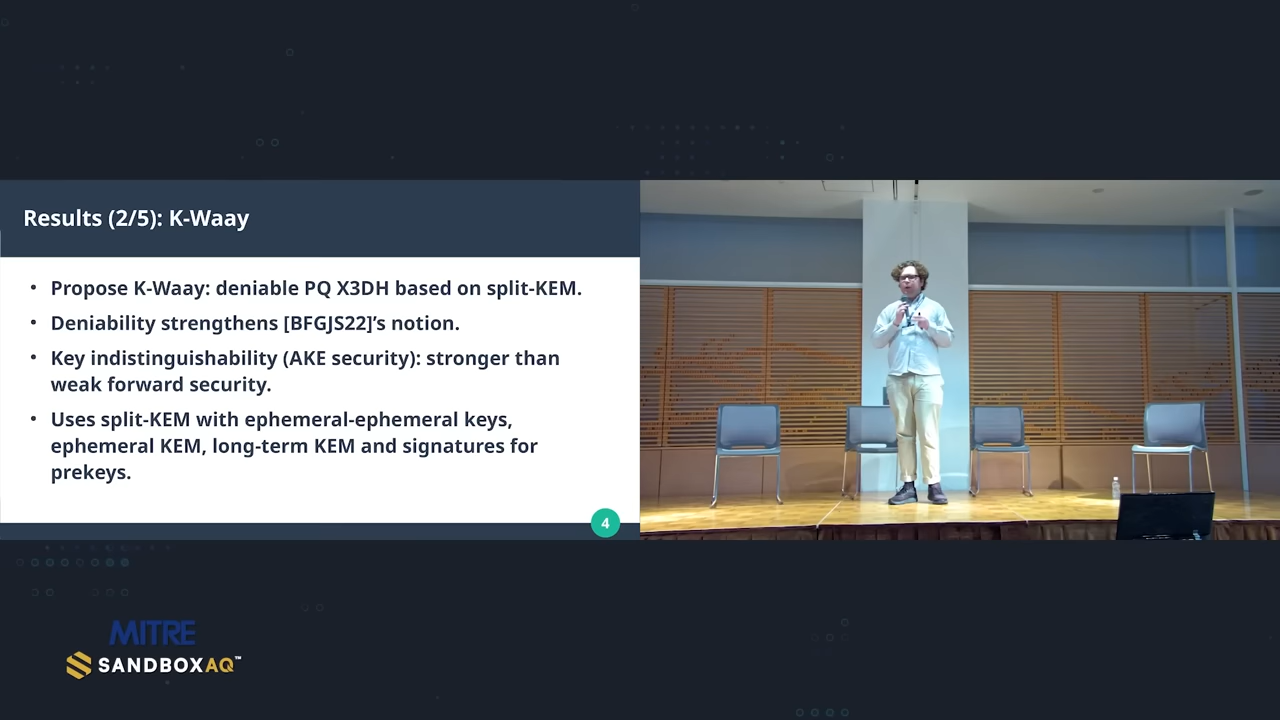 Results (2/5): K-Waay
• Propose K-Waay: deniable PQ X3DH based on split-KEM.
• Deniability strengthens [BFGJS22]'s notion.
• Key indistinguishability (AKE security): stronger than
weak forward security.
• Uses split-KEM with ephemeral-ephemeral keys,
ephemeral KEM, long-term KEM and signatures for
prekeys.
4
MITRE
SANDBOXAQ™